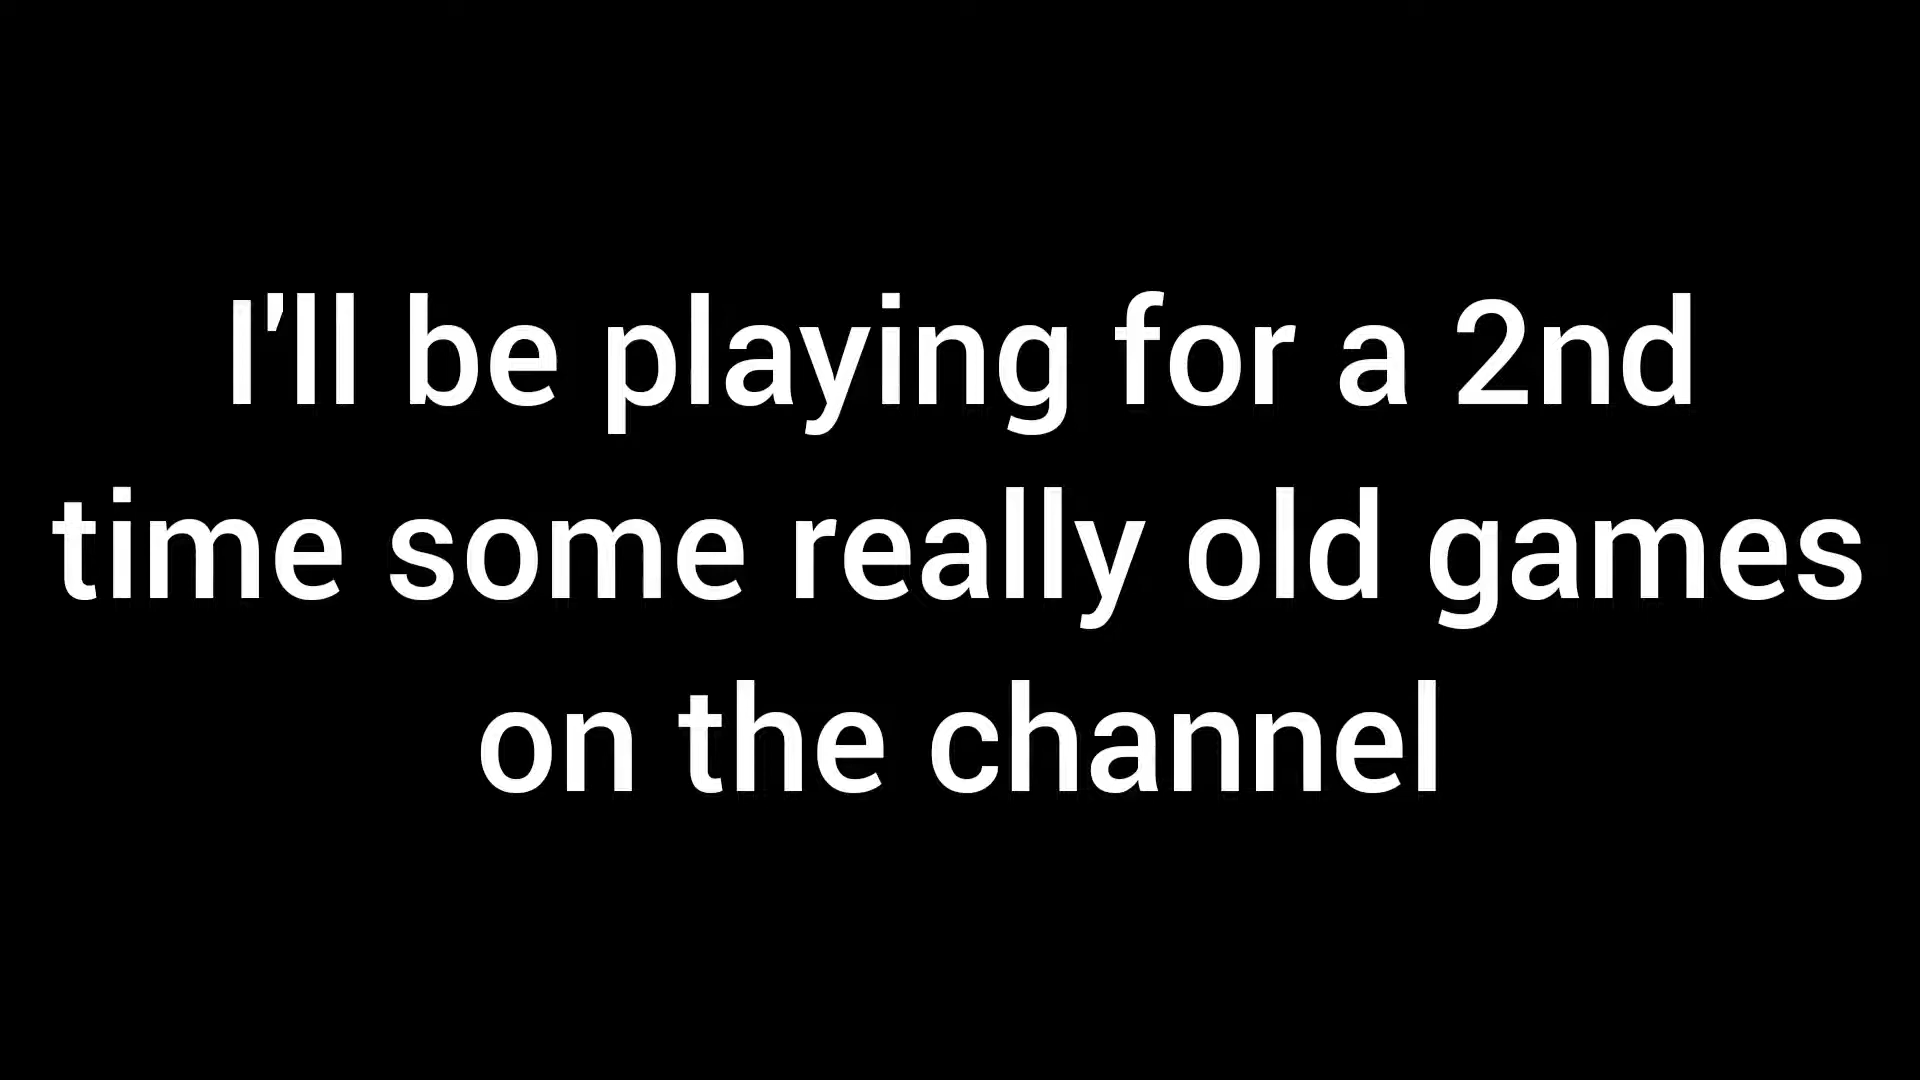 I'll be playing for a 2nd
time some really old games
on the channel